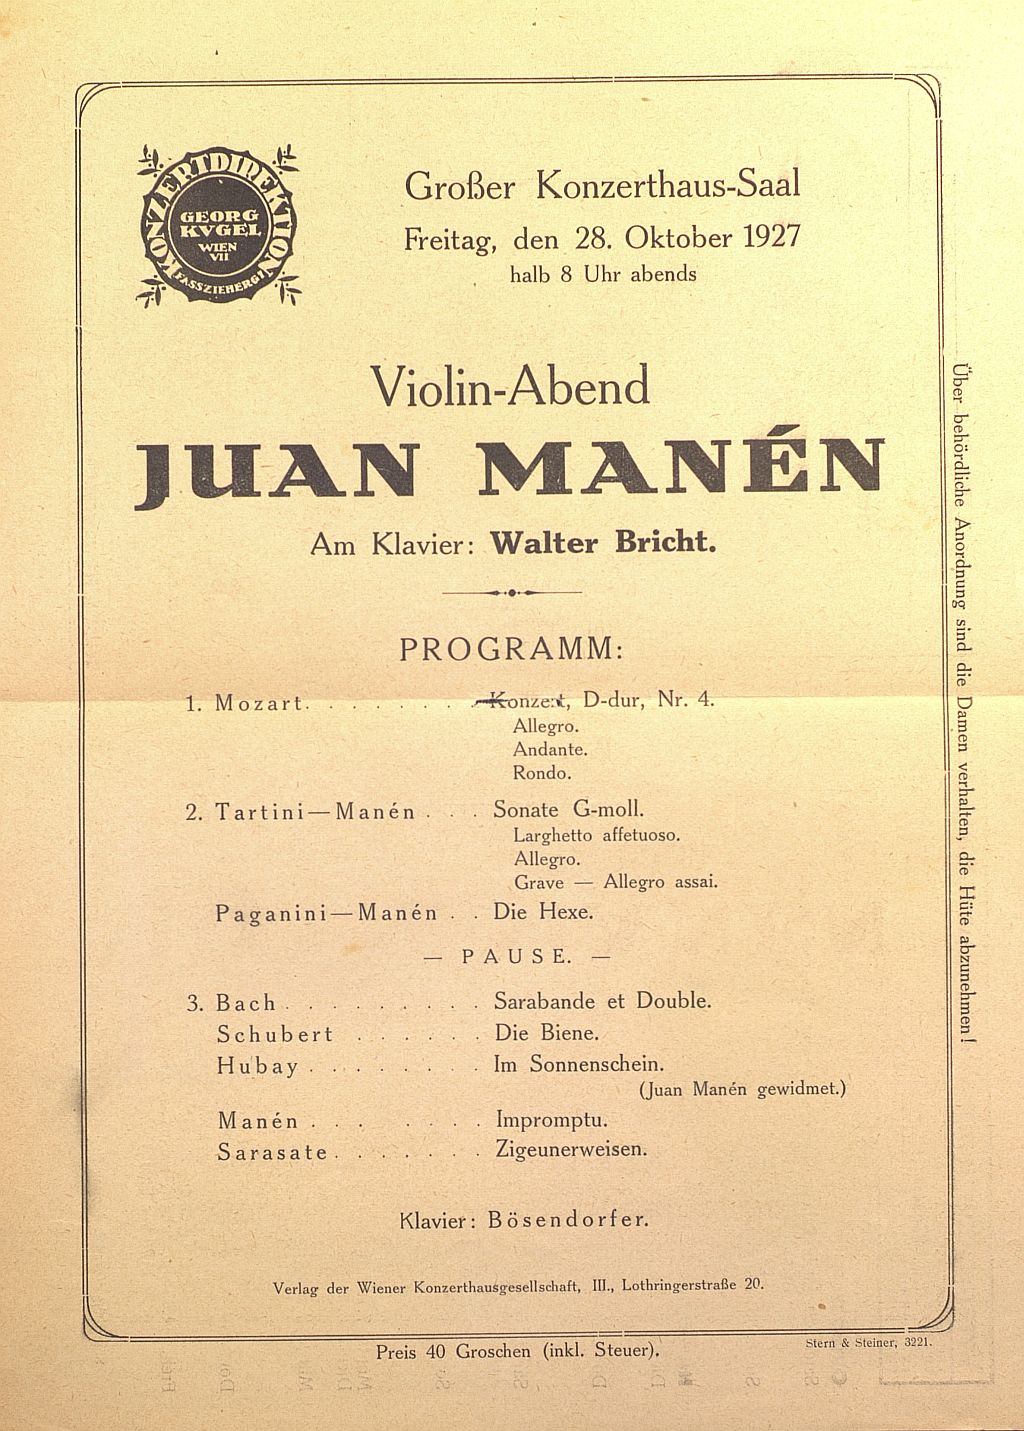 KONZERTDIREKTION
GEORG
KVGEL
WIEN
VII
FASSZIEHERG.1
Großer Konzerthaus-Saal
Freitag, den 28. Oktober 1927
halb 8 Uhr abends
Violin-Abend
JUAN MANÉN
Am Klavier: Walter Bricht.
PROGRAMM:
1. Mozart. . . . . . . . Konzert, D-dur, Nr. 4.
Allegro.
Andante.
Rondo.
2. Tartini—Manén . . . Sonate G-moll.
Larghetto affetuoso.
Allegro.
Grave — Allegro assai.
Paganini—Manén . . Die Hexe.
— PAUSE. —
3. Bach . . . . . . . . . Sarabande et Double.
Schubert . . . . . . Die Biene.
Hubay . . . . . . . . Im Sonnenschein.
(Juan Manén gewidmet.)
Manén . . . . . . . Impromptu.
Sarasate . . . . . . . Zigeunerweisen.
Klavier: Bösendorfer.
Verlag der Wiener Konzerthausgesellschaft, III., Lothringerstraße 20.
Preis 40 Groschen (inkl. Steuer).
Stern & Steiner, 3221.
Über behördliche Anordnung sind die Damen verhalten, die Hüte abzunehmen!